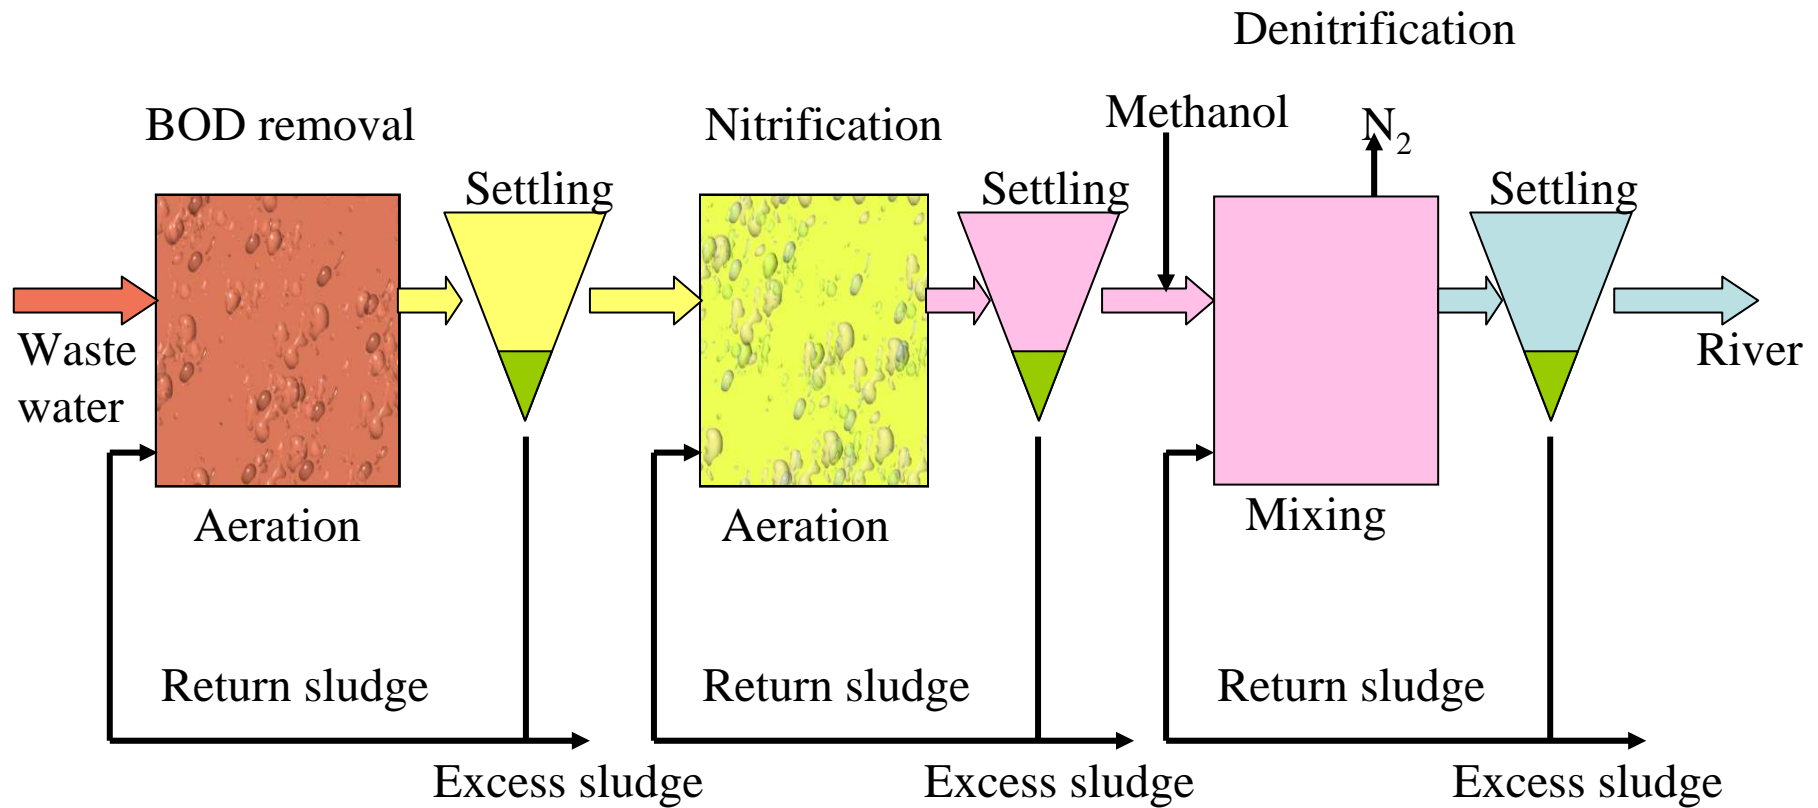 Denitrification
BOD removal
Nitrification
Methanol
N₂
Settling
Settling
Settling
Waste
water
River
Aeration
Aeration
Mixing
Return sludge
Return sludge
Return sludge
Excess sludge
Excess sludge
Excess sludge